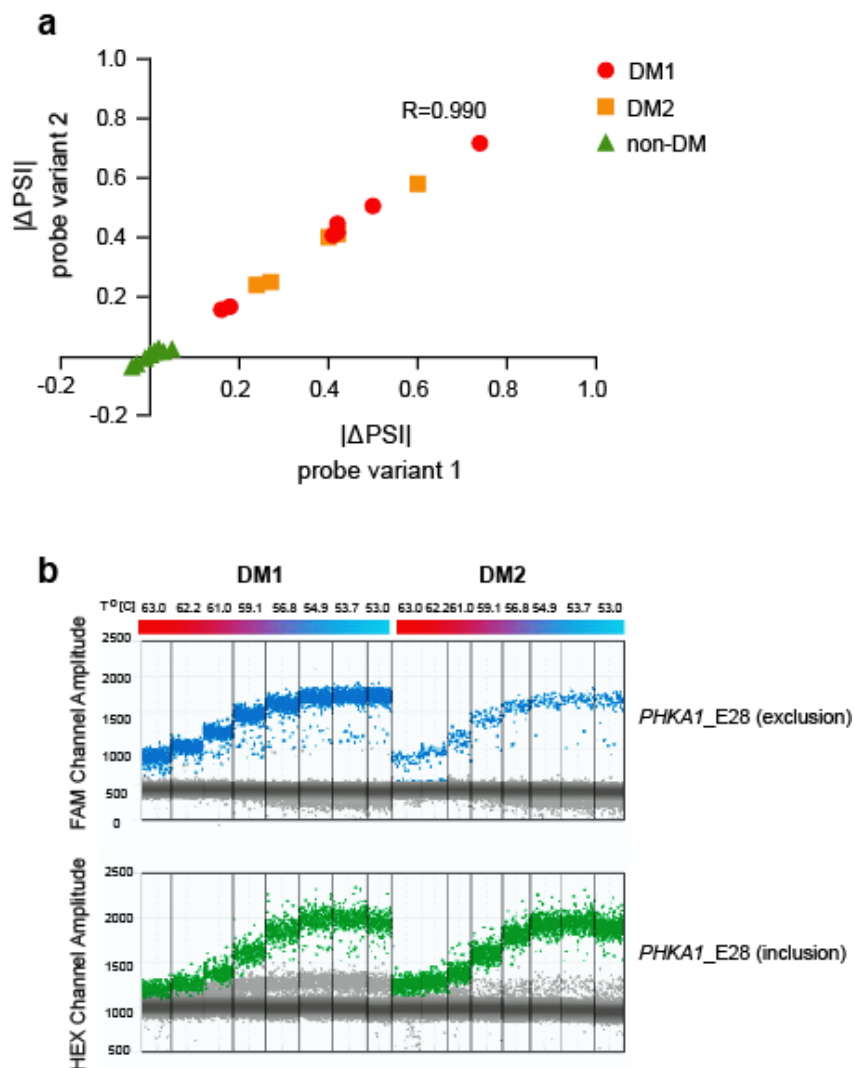 a
1.0
0.8
0.6
0.4
0.2
-0.2
-0.2
0.2
0.4
0.6
0.8
1.0
|ΔPSI|
probe variant 2
R=0.990
|ΔPSI|
probe variant 1
DM1
DM2
non-DM
b
DM1
DM2
T⁰ [C]
63.0 62.2 61.0 59.1 56.8 54.9 53.7 53.0
63.0 62.2 61.0 59.1 56.8 54.9 53.7 53.0
FAM Channel Amplitude
2500
2000
1500
1000
500
0
PHKA1_E28 (exclusion)
HEX Channel Amplitude
2500
2000
1500
1000
500
PHKA1_E28 (inclusion)